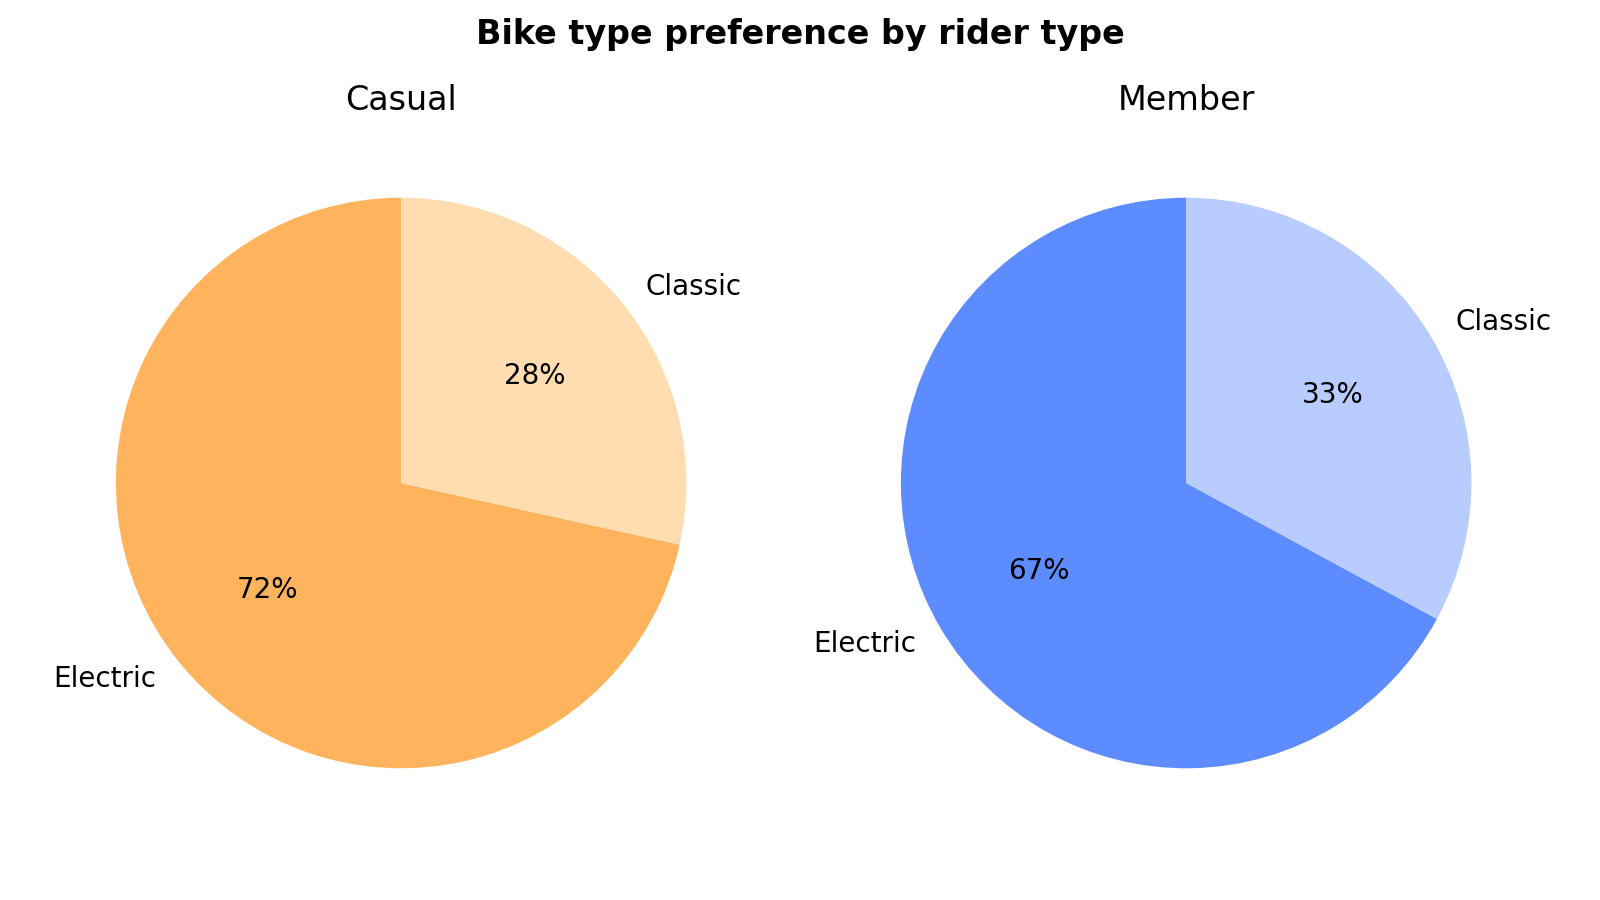 Bike type preference by rider type
Casual
Classic
28%
72%
Electric
Member
Classic
33%
67%
Electric